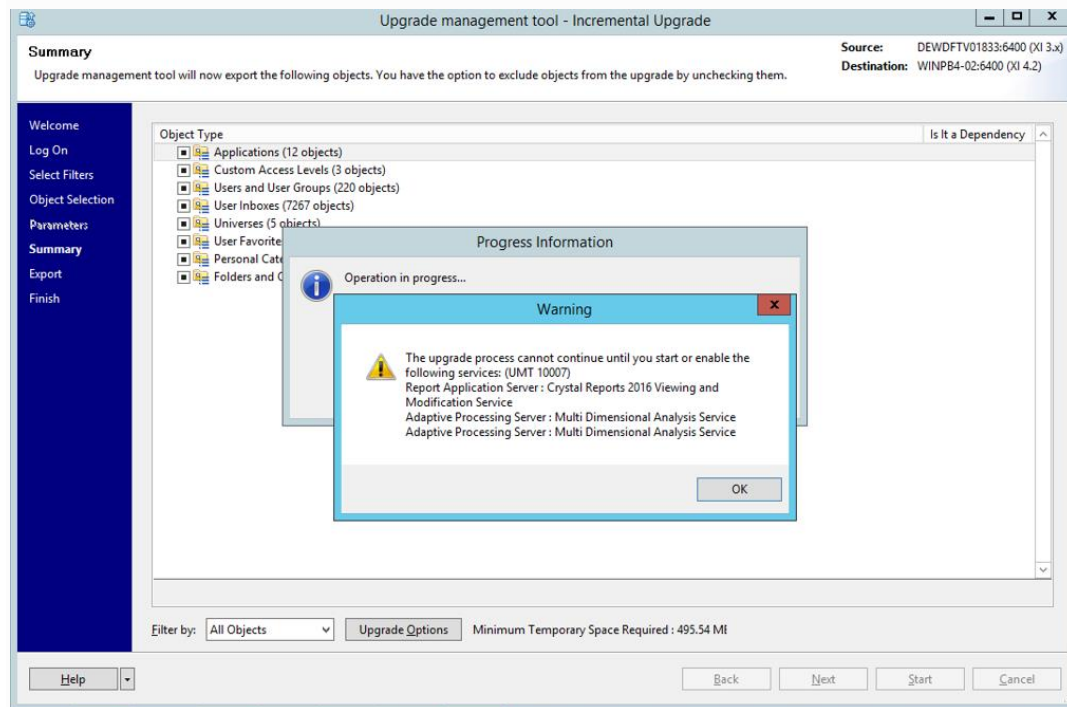 Upgrade management tool - Incremental Upgrade
Summary
Upgrade management tool will now export the following objects. You have the option to exclude objects from the upgrade by unchecking them.
Source: DEWDFTV01833:6400 (XI 3.x)
Destination: WINPB4-02:6400 (XI 4.2)
Welcome
Log On
Select Filters
Object Selection
Parameters
Summary
Export
Finish
Object Type Is It a Dependency
Applications (12 objects)
Custom Access Levels (3 objects)
Users and User Groups (220 objects)
User Inboxes (7267 objects)
Universes (5 objects)
User Favorite
Personal Cate
Folders and
Progress Information
Operation in progress...
Warning
The upgrade process cannot continue until you start or enable the
following services: (UMT 10007)
Report Application Server : Crystal Reports 2016 Viewing and
Modification Service
Adaptive Processing Server : Multi Dimensional Analysis Service
Adaptive Processing Server : Multi Dimensional Analysis Service
OK
Filter by: All Objects Upgrade Options Minimum Temporary Space Required : 495.54 MI
Help Back Next Start Cancel